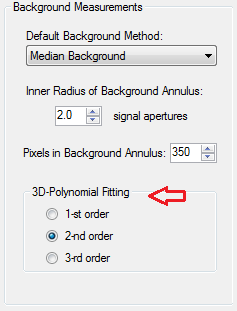 Background Measurements
Default Background Method:
Median Background
Inner Radius of Background Annulus:
2.0 signal apertures
Pixels in Background Annulus: 350
3D-Polynomial Fitting
1-st order
2-nd order
3-rd order